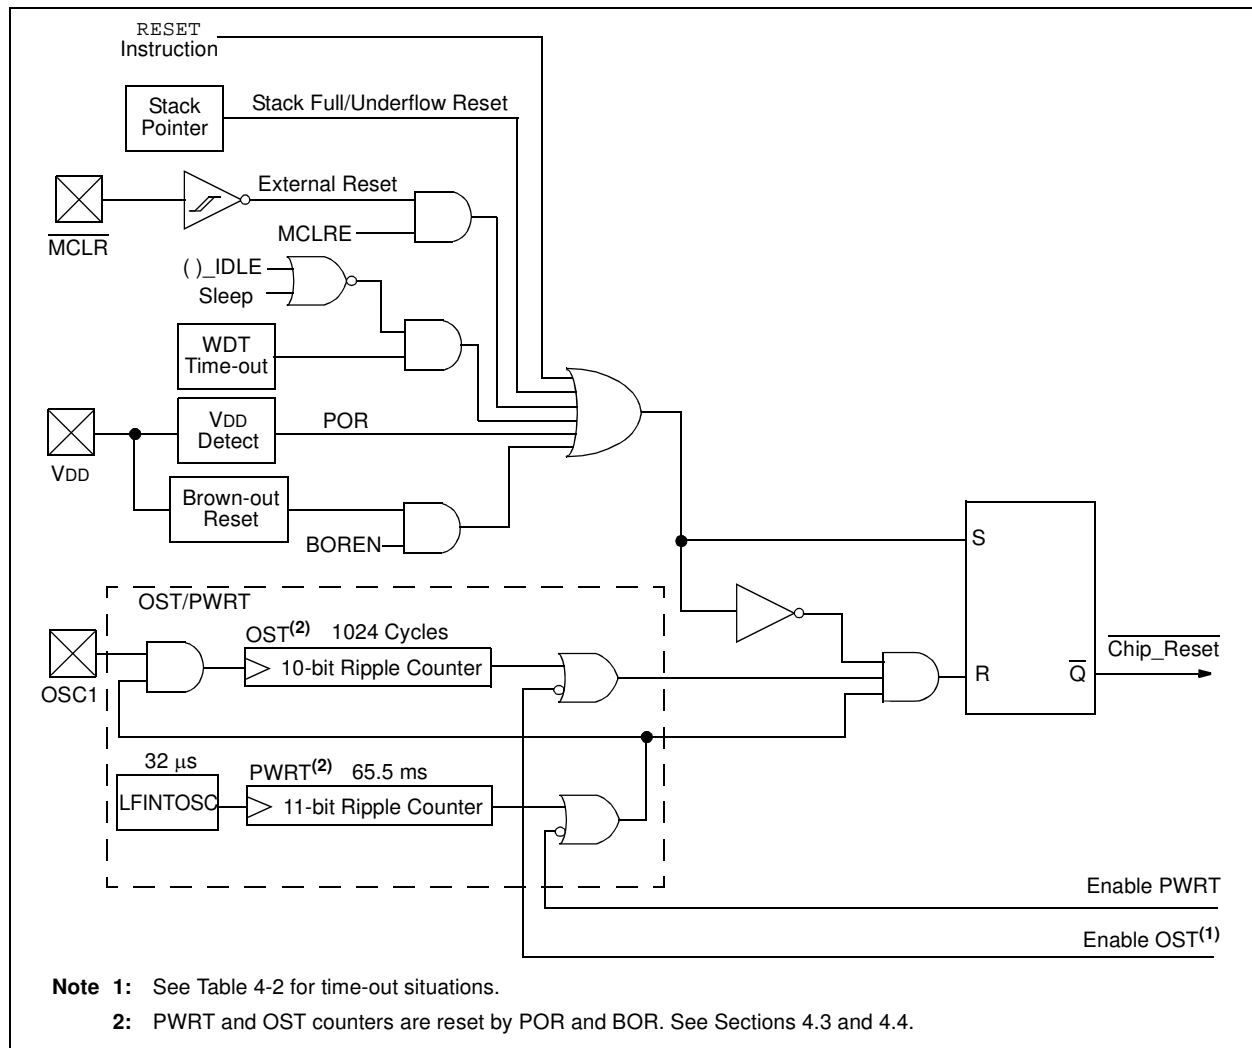 RESET
Instruction
Stack
Pointer
Stack Full/Underflow Reset
External Reset
MCLR
MCLRE
( )_IDLE
Sleep
WDT
Time-out
VDD
Detect
POR
VDD
Brown-out
Reset
BOREN
S
OST/PWRT
OST(2) 1024 Cycles
10-bit Ripple Counter
OSC1
R
Q
Chip_Reset
32 µs
LFINTOSC
PWRT(2) 65.5 ms
11-bit Ripple Counter
Enable PWRT
Enable OST(1)
Note 1: See Table 4-2 for time-out situations.
2: PWRT and OST counters are reset by POR and BOR. See Sections 4.3 and 4.4.